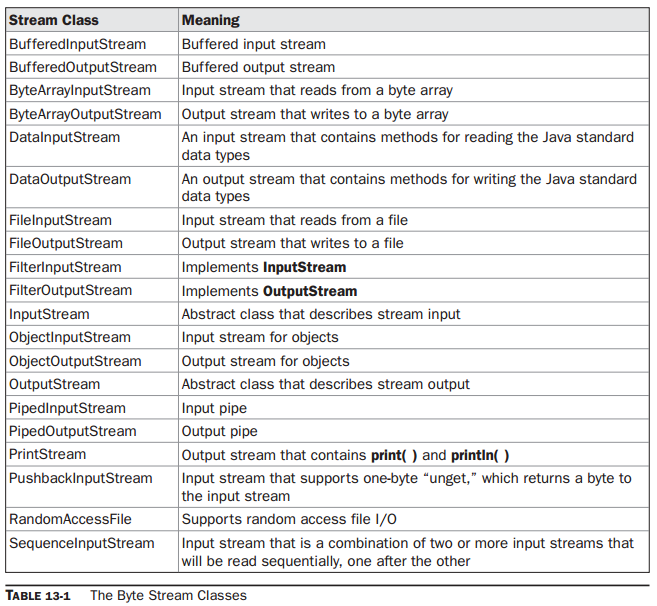 Stream Class Meaning
BufferedInputStream Buffered input stream
BufferedOutputStream Buffered output stream
ByteArrayInputStream Input stream that reads from a byte array
ByteArrayOutputStream Output stream that writes to a byte array
DataInputStream An input stream that contains methods for reading the Java standard
data types
DataOutputStream An output stream that contains methods for writing the Java standard
data types
FileInputStream Input stream that reads from a file
FileOutputStream Output stream that writes to a file
FilterInputStream Implements InputStream
FilterOutputStream Implements OutputStream
InputStream Abstract class that describes stream input
ObjectInputStream Input stream for objects
ObjectOutputStream Output stream for objects
OutputStream Abstract class that describes stream output
PipedInputStream Input pipe
PipedOutputStream Output pipe
PrintStream Output stream that contains print( ) and println( )
PushbackInputStream Input stream that supports one-byte “unget,” which returns a byte to
the input stream
RandomAccessFile Supports random access file I/O
SequenceInputStream Input stream that is a combination of two or more input streams that
will be read sequentially, one after the other
TABLE 13-1 The Byte Stream Classes